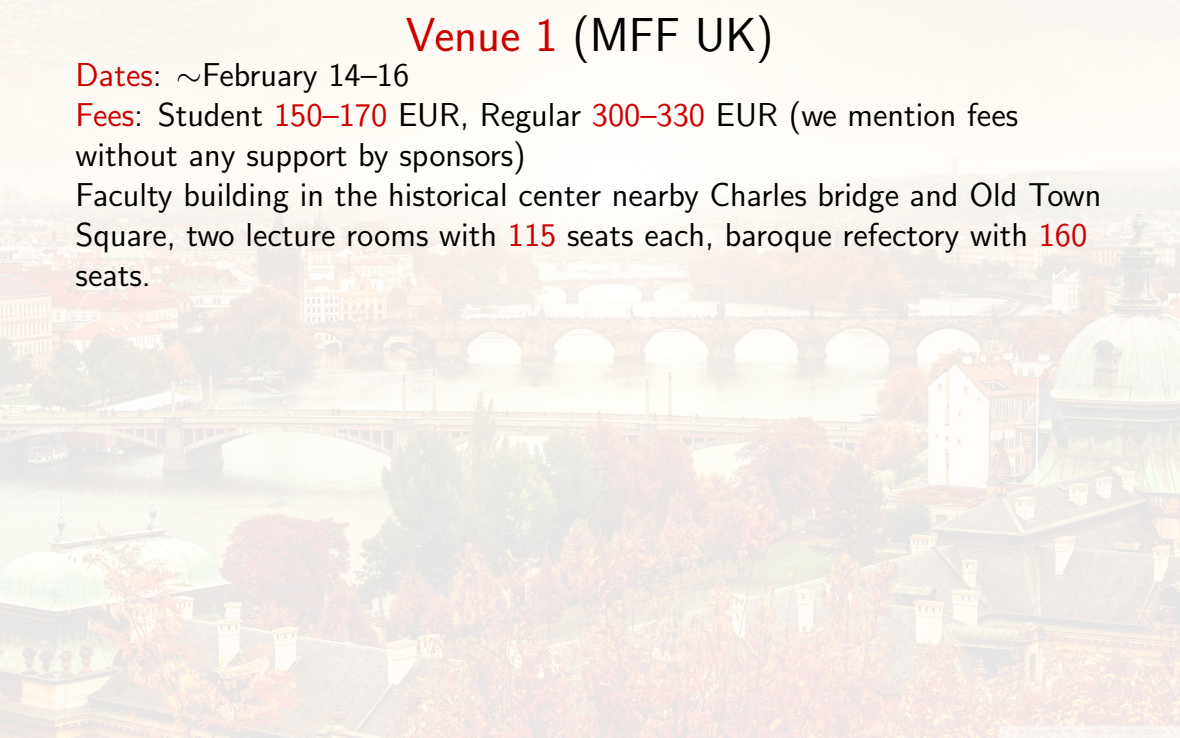 Venue 1 (MFF UK)
Dates: ∼February 14–16
Fees: Student 150–170 EUR, Regular 300–330 EUR (we mention fees
without any support by sponsors)
Faculty building in the historical center nearby Charles bridge and Old Town
Square, two lecture rooms with 115 seats each, baroque refectory with 160
seats.